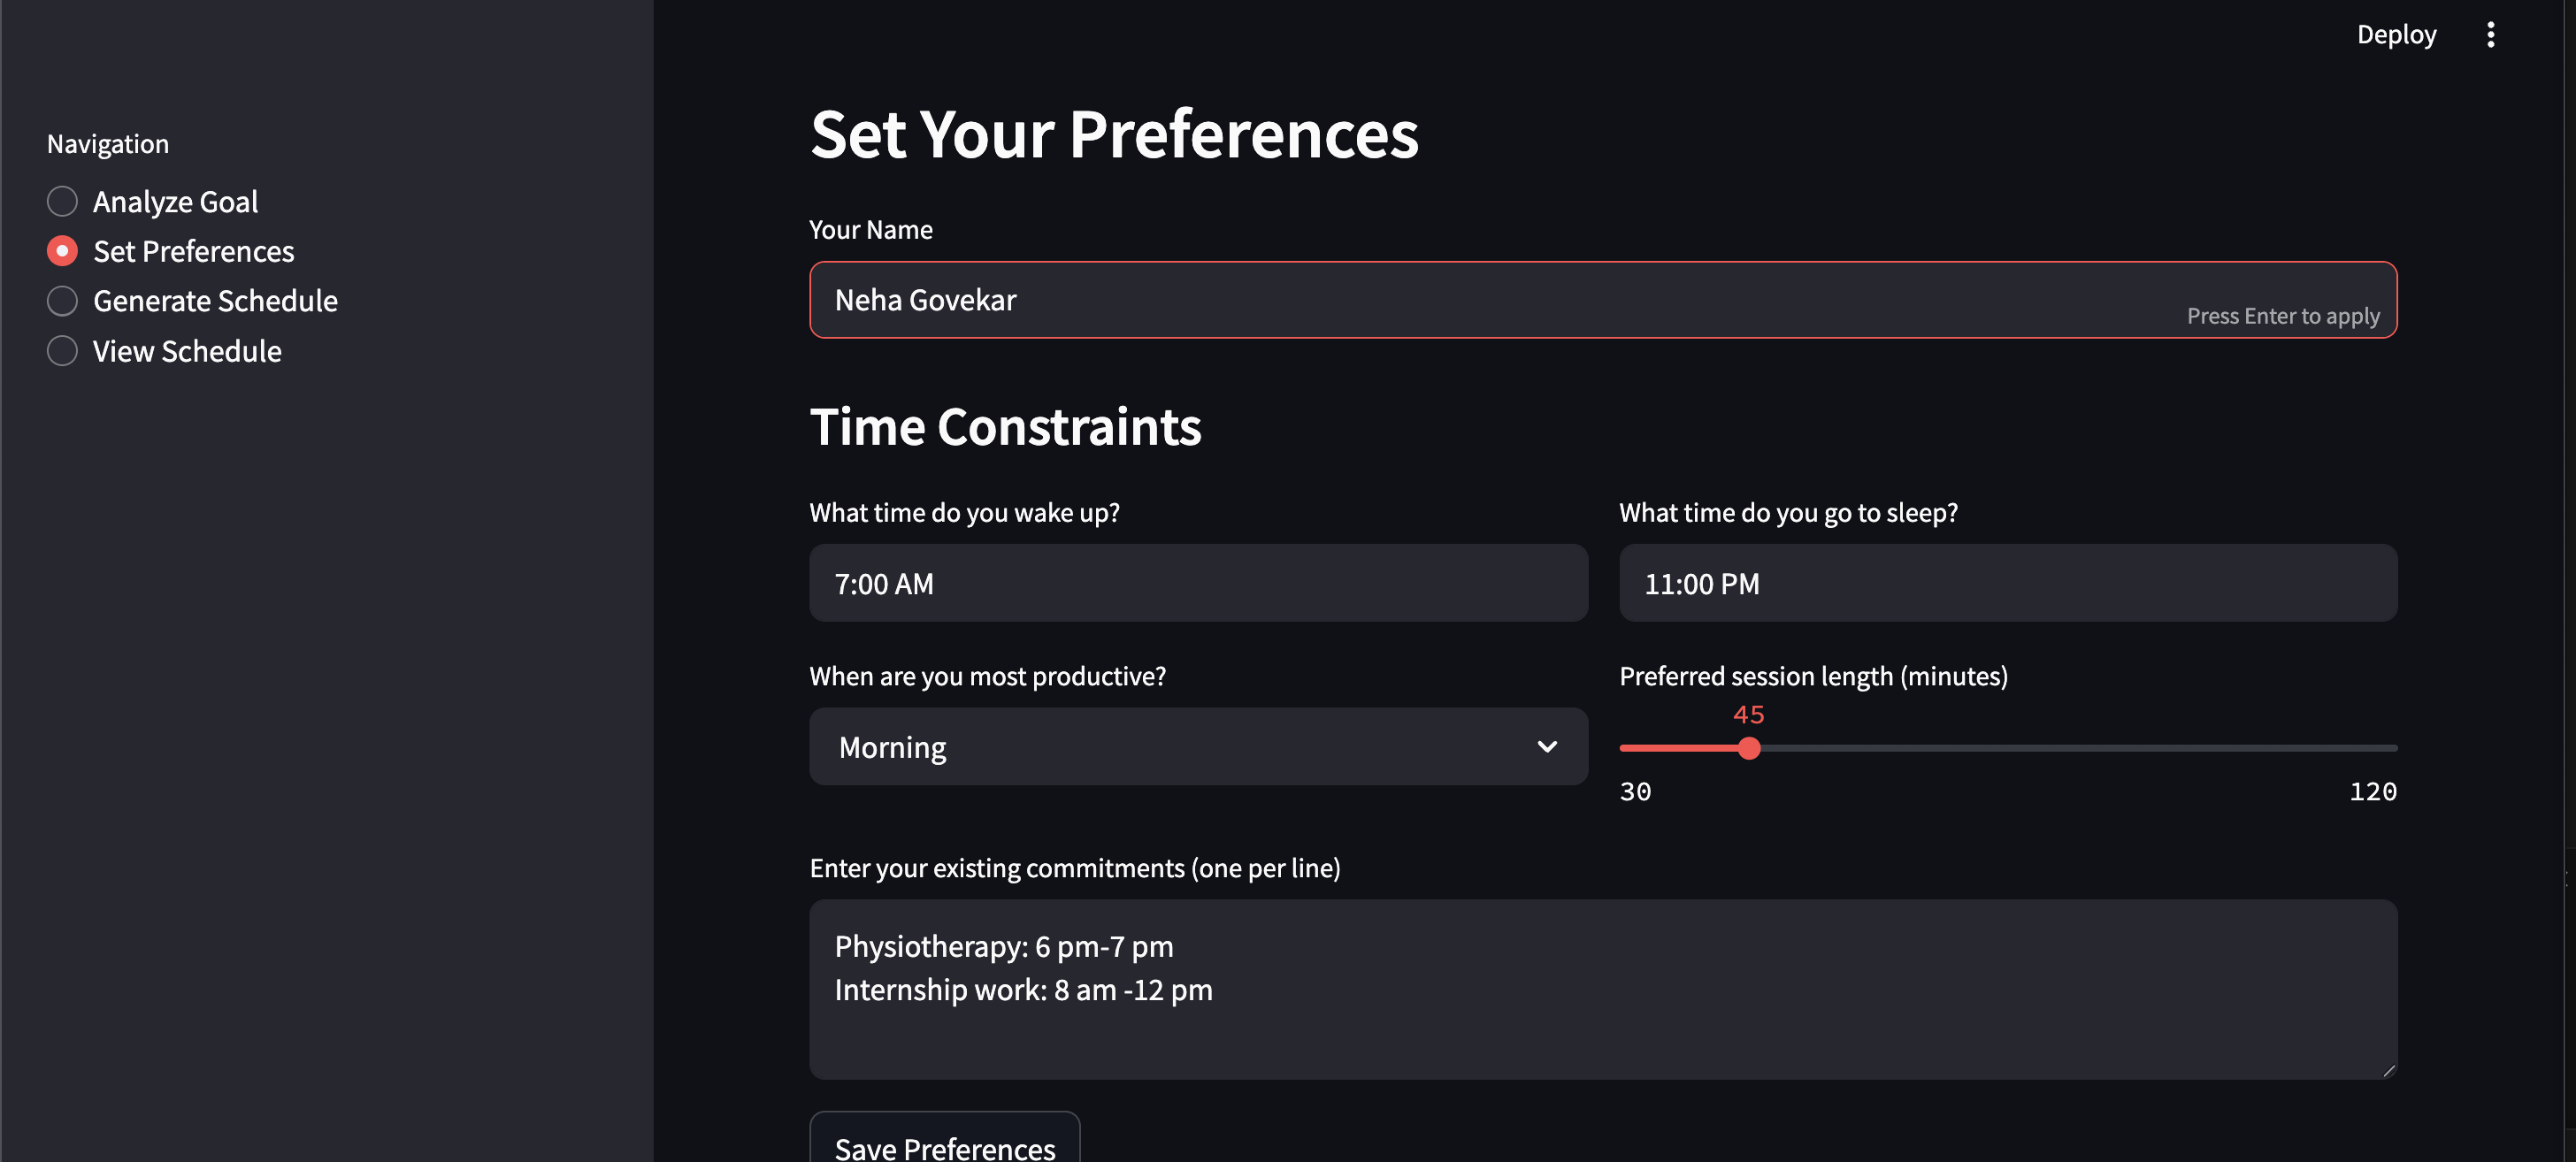 Deploy
Navigation
Analyze Goal
Set Preferences
Generate Schedule
View Schedule
Set Your Preferences
Your Name
Neha Govekar
Press Enter to apply
Time Constraints
What time do you wake up?
7:00 AM
What time do you go to sleep?
11:00 PM
When are you most productive?
Morning
Preferred session length (minutes)
45
30
120
Enter your existing commitments (one per line)
Physiotherapy: 6 pm-7 pm
Internship work: 8 am -12 pm
Save Preferences